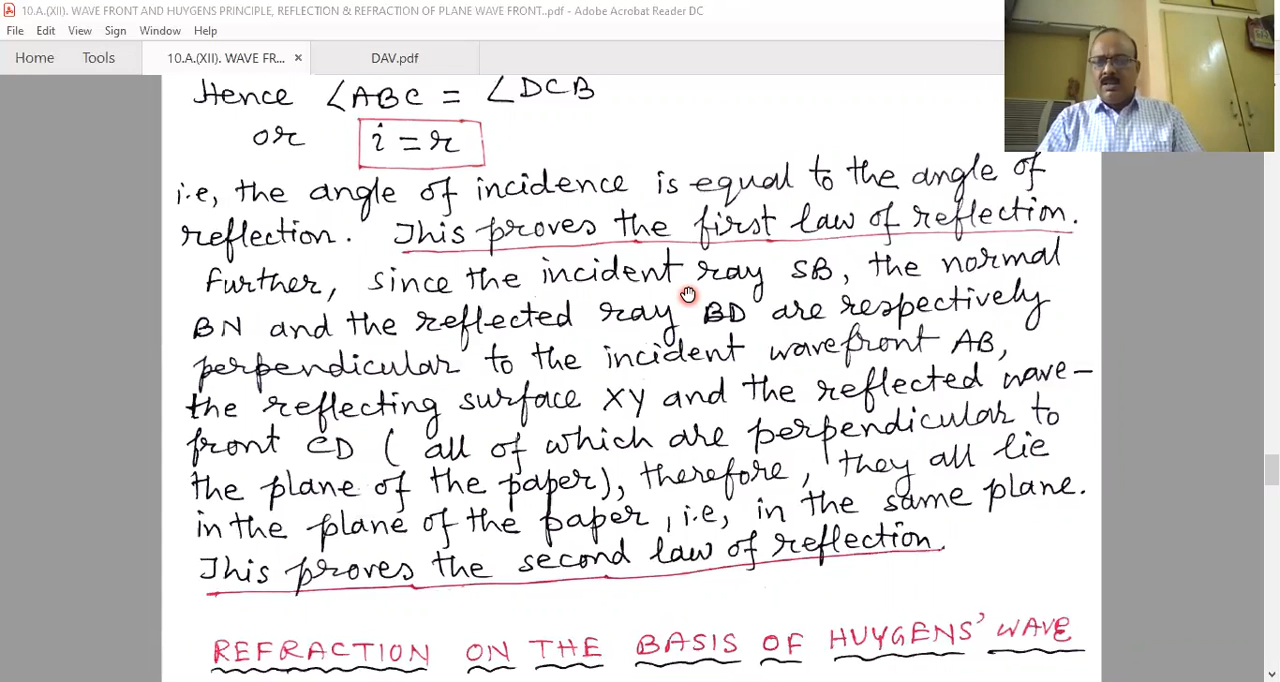 10.A.(XII). WAVE FRONT AND HUYGENS PRINCIPLE, REFLECTION & REFRACTION OF PLANE WAVE FRONT..pdf - Adobe Acrobat Reader DC
File Edit View Sign Window Help
Home Tools 10.A.(XII). WAVE FR... × DAV.pdf
Hence ∠ABC = ∠DCB
or i = r
i.e, the angle of incidence is equal to the angle of
reflection. This proves the first law of reflection.
Further, since the incident ray SB, the normal
BN and the reflected ray BD are respectively
perpendicular to the incident wavefront AB,
the reflecting surface XY and the reflected wave-
front CD ( all of which are perpendicular to
the plane of the paper), therefore, they all lie
in the plane of the paper, i.e, in the same plane.
This proves the second law of reflection.
REFRACTION ON THE BASIS OF HUYGENS' WAVE